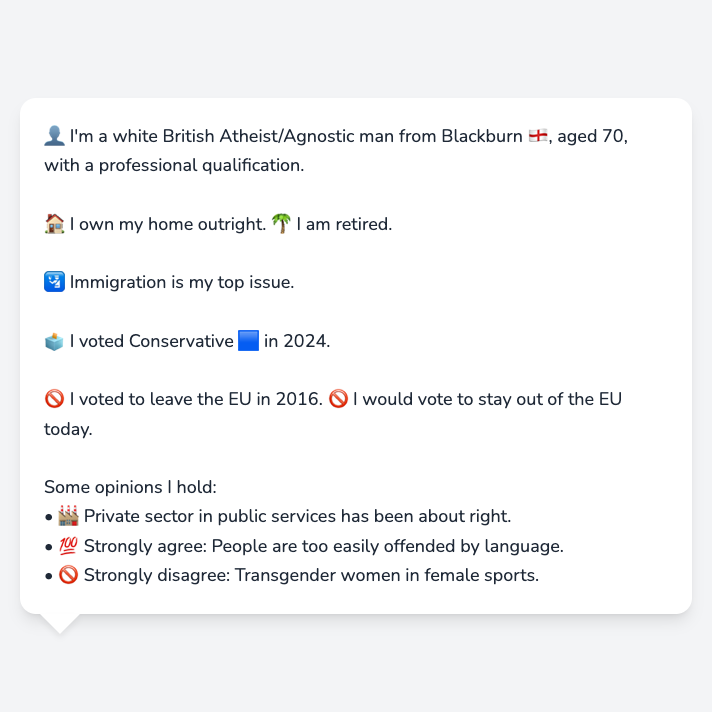 👤 I'm a white British Atheist/Agnostic man from Blackburn 🏴󠁧󠁢󠁥󠁮󠁧󠁿, aged 70,
with a professional qualification.
🏠 I own my home outright. 🌴 I am retired.
🛂 Immigration is my top issue.
🗳️ I voted Conservative 🟦 in 2024.
🚫 I voted to leave the EU in 2016. 🚫 I would vote to stay out of the EU
today.
Some opinions I hold:
• 🏭 Private sector in public services has been about right.
• 💯 Strongly agree: People are too easily offended by language.
• 🚫 Strongly disagree: Transgender women in female sports.